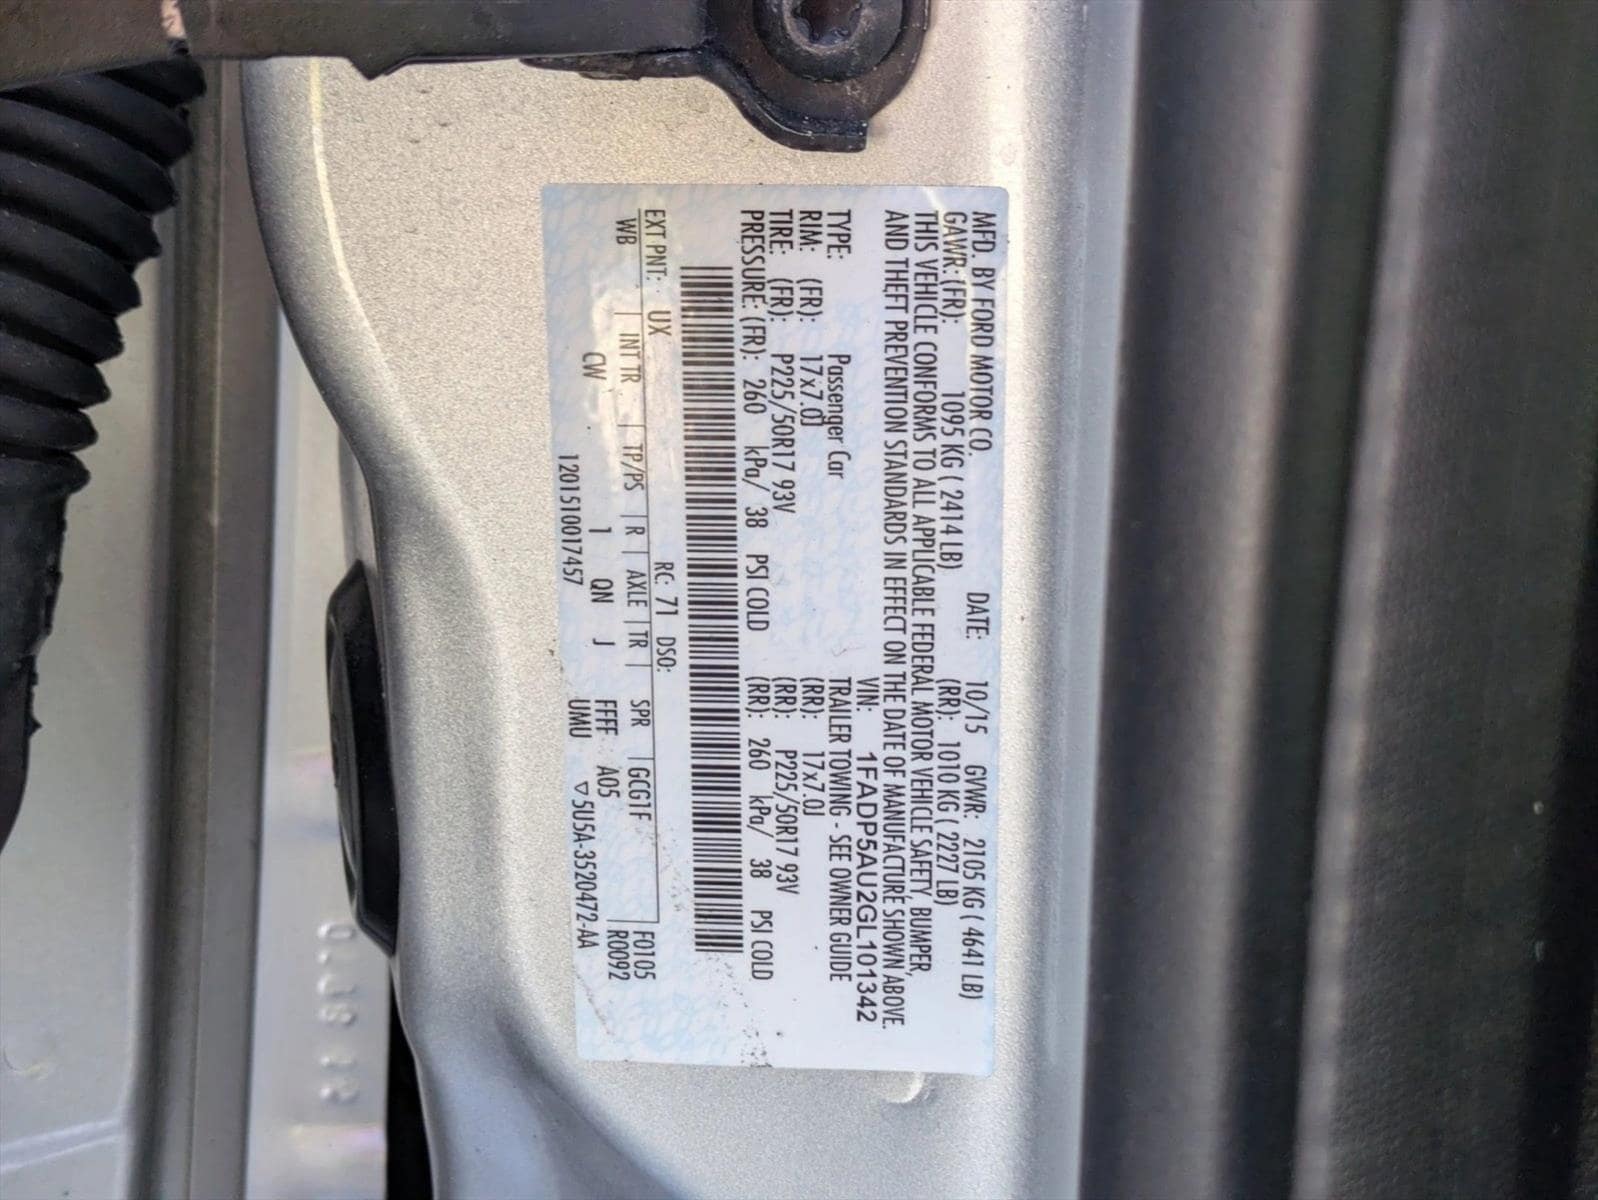 MFD. BY FORD MOTOR CO. DATE: 10/15 GVWR: 2105 KG ( 4641 LB)
GAWR: (FR): 1095 KG ( 2414 LB) (RR): 1010 KG ( 2227 LB)
THIS VEHICLE CONFORMS TO ALL APPLICABLE FEDERAL MOTOR VEHICLE SAFETY, BUMPER,
AND THEFT PREVENTION STANDARDS IN EFFECT ON THE DATE OF MANUFACTURE SHOWN ABOVE.
VIN: 1FADP5AU2GL101342
TYPE: Passenger Car TRAILER TOWING - SEE OWNER GUIDE
RIM: (FR): 17x7.0J (RR): 17x7.0J
TIRE: (FR): P225/50R17 93V (RR): P225/50R17 93V
PRESSURE: (FR): 260 kPa/ 38 PSI COLD (RR): 260 kPa/ 38 PSI COLD
EXT PNT: UX RC: 71 DSO: F0105
WB | INT TR | TP/PS | R | AXLE | TR | SPR | GCG1F R0092
CW 1 QN J FFFF A05
1201510017457 UMU ▽5U5A-3520472-AA